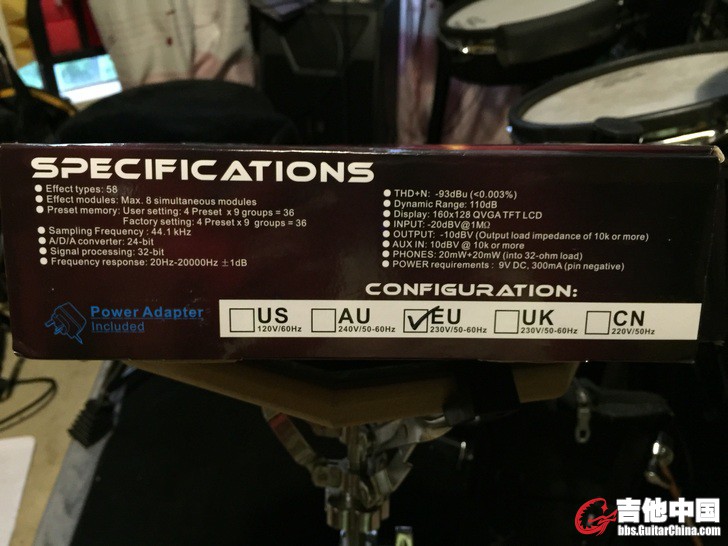 SPECIFICATIONS
● Effect types: 58
● Effect modules: Max. 8 simultaneous modules
● Preset memory: User setting: 4 Preset x 9 groups = 36
Factory setting: 4 Preset x 9 groups = 36
● Sampling Frequency : 44.1 kHz
● A/D/A converter: 24-bit
● Signal processing: 32-bit
● Frequency response: 20Hz-20000Hz ±1dB
● THD+N: -93dBu (<0.003%)
● Dynamic Range: 110dB
● Display: 160x128 QVGA TFT LCD
● INPUT: -20dBV@1MΩ
● OUTPUT: -10dBV (Output load impedance of 10k or more)
● AUX IN: 10dBV @ 10k or more
● PHONES: 20mW+20mW (into 32-ohm load)
● POWER requirements : 9V DC, 300mA (pin negative)
CONFIGURATION:
Power Adapter
Included
US
120V/60Hz
AU
240V/50-60Hz
EU
230V/50-60Hz
UK
230V/50-60Hz
CN
220V/50Hz
吉他中国
bbs.GuitarChina.com